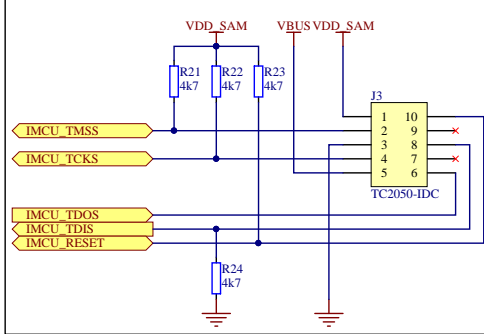 VDD_SAM VBUS VDD_SAM
R21 R22 R23
4k7 4k7 4k7
J3
1 10
2 9
3 8
4 7
5 6
TC2050-IDC
IMCU_TMSS
IMCU_TCKS
IMCU_TDOS
IMCU_TDIS
IMCU_RESET
R24
4k7